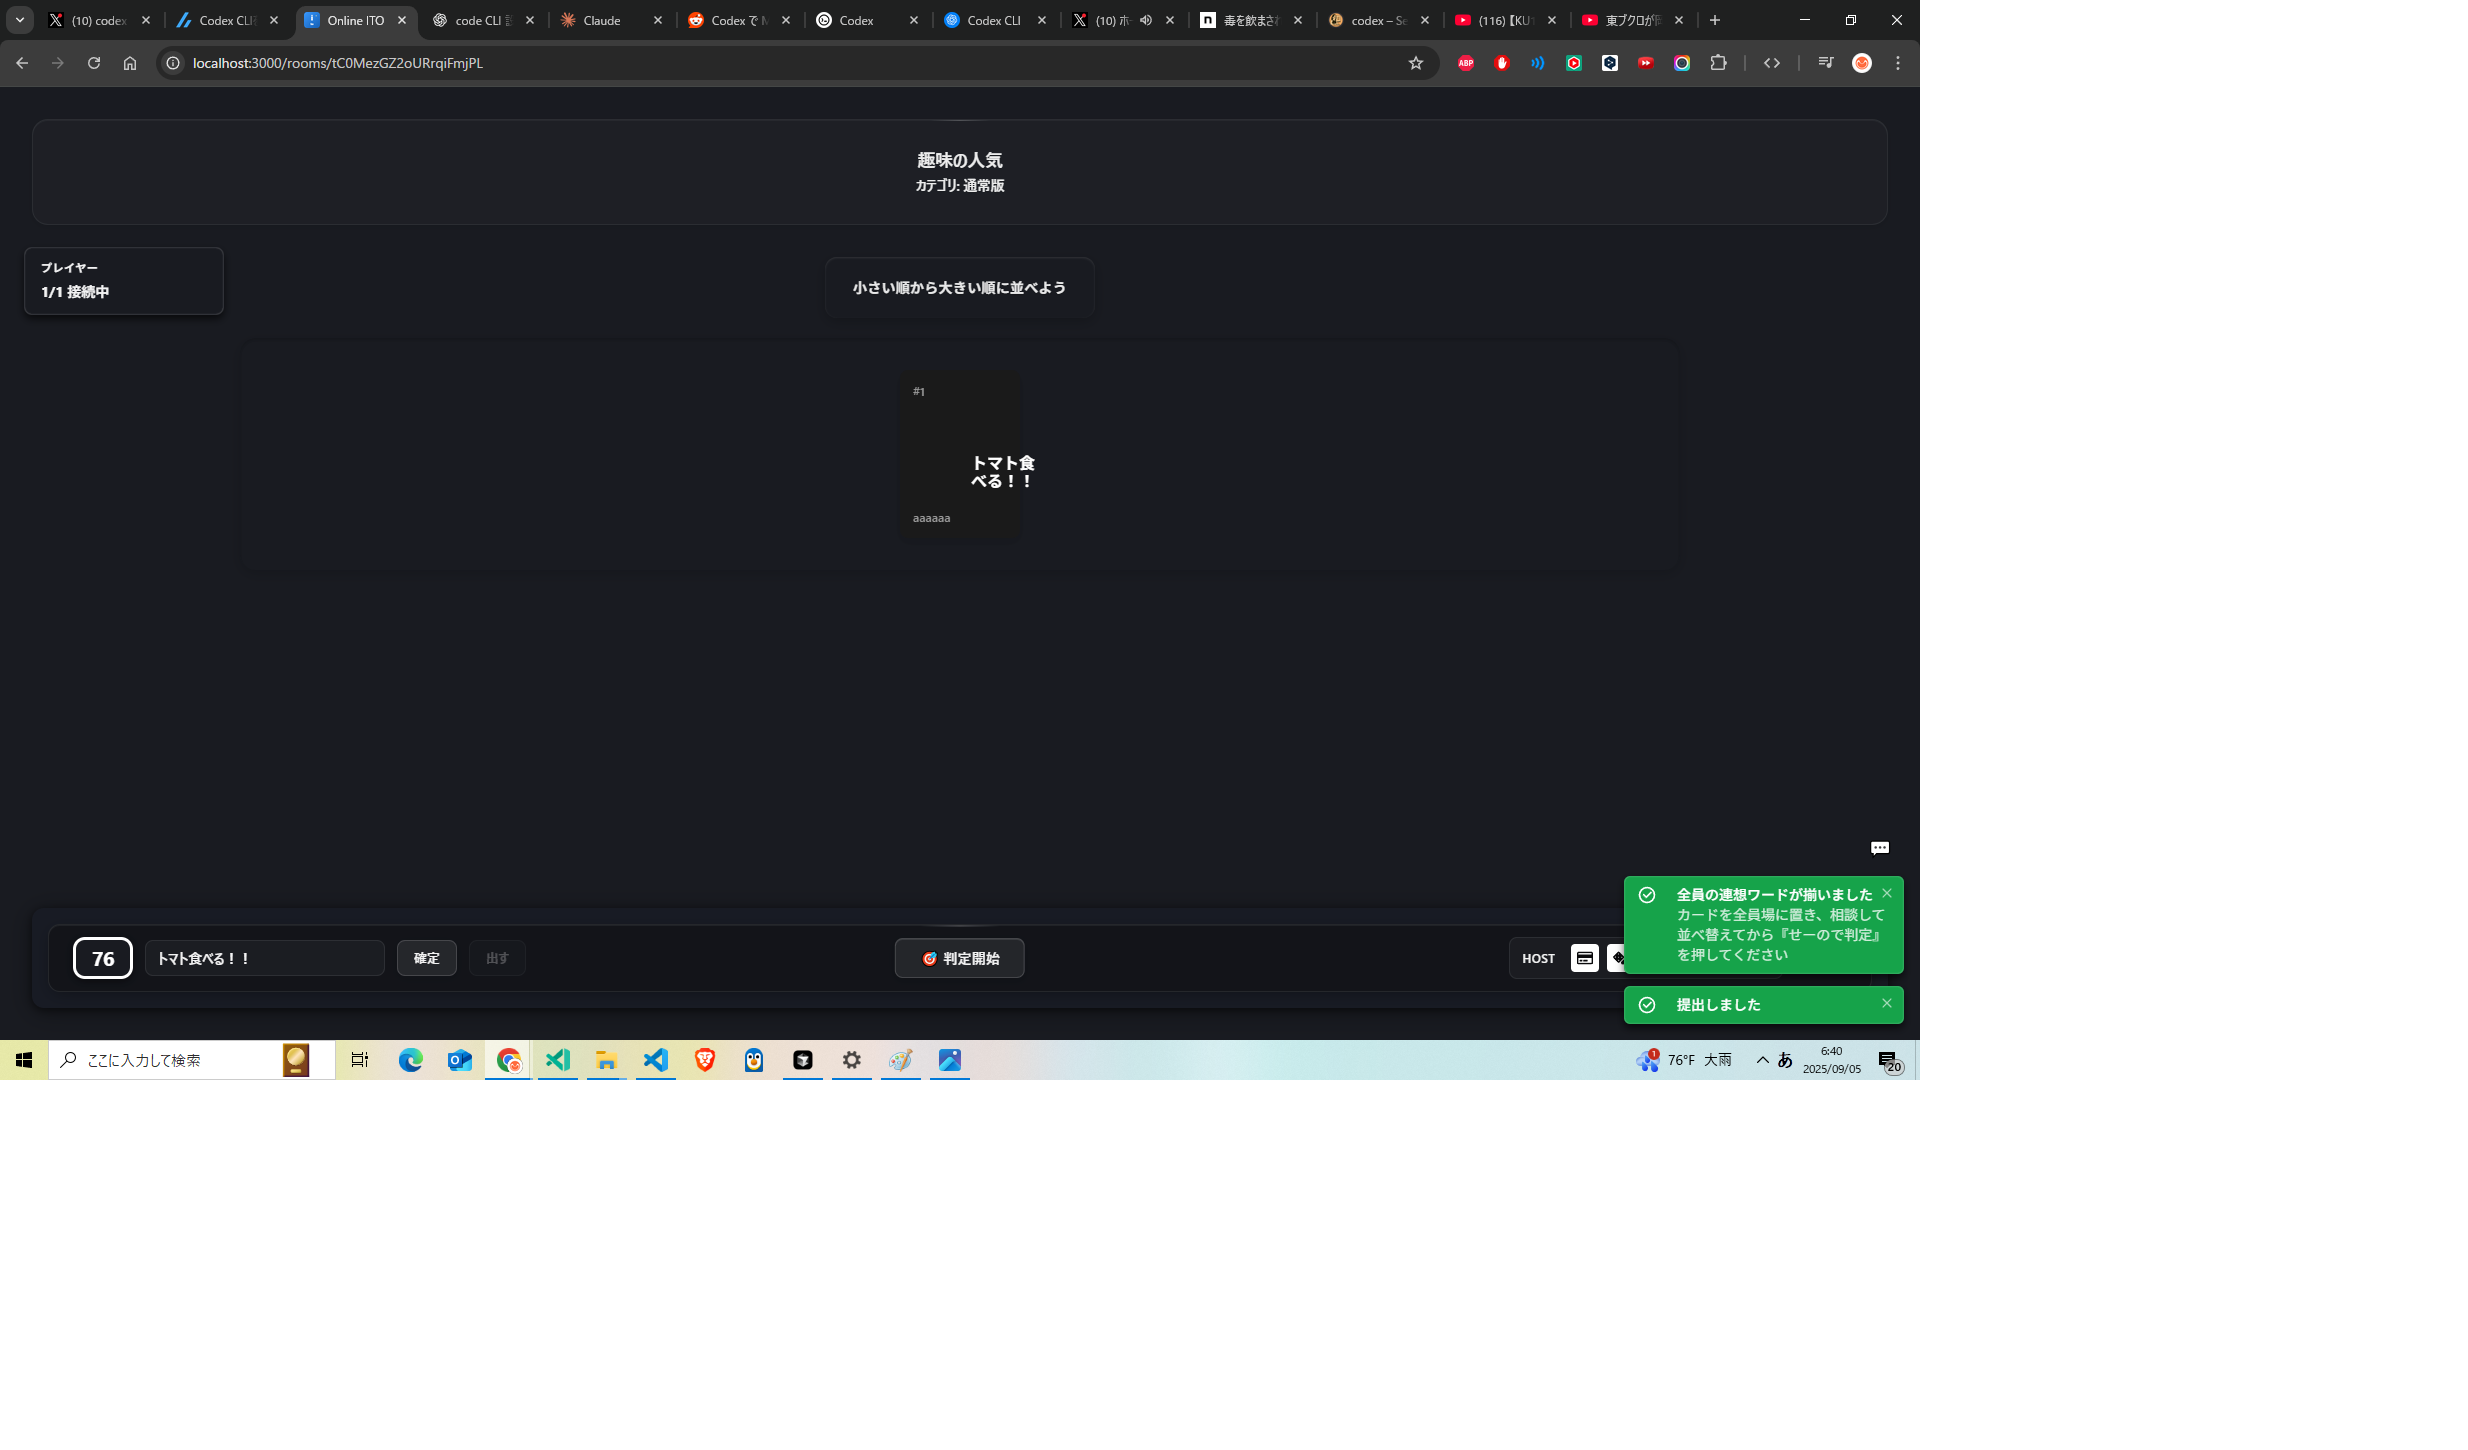 (10) codex
Codex CLI
Online ITO
code CLI
Claude
Codex で
Codex
Codex CLI
(10) ホ
毒を飲まされ
codex – Se
(116) 【KU
東ブクロが
localhost:3000/rooms/tC0MezGZ2oURrqiFmjPL
ABP
趣味の人気
カテゴリ: 通常版
プレイヤー
1/1 接続中
小さい順から大きい順に並べよう
#1
トマト食
べる！！
aaaaaa
全員の連想ワードが揃いました
カードを全員場に置き、相談して
並べ替えてから『せーので判定』
を押してください
76
トマト食べる！！
確定
出す
🎯 判定開始
HOST
提出しました
ここに入力して検索
1
76°F 大雨
あ
6:40
2025/09/05
20